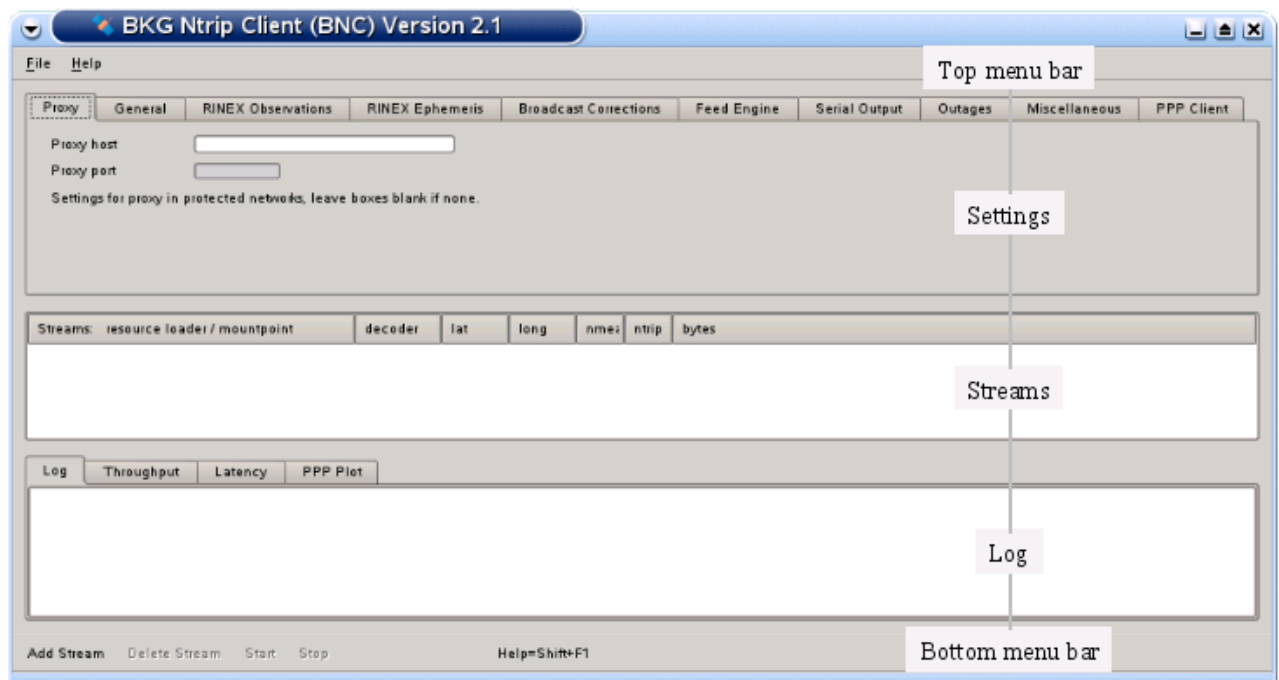 BKG Ntrip Client (BNC) Version 2.1
File Help
Top menu bar
Proxy General RINEX Observations RINEX Ephemeris Broadcast Corrections Feed Engine Serial Output Outages Miscellaneous PPP Client
Proxy host
Proxy port
Settings for proxy in protected networks, leave boxes blank if none.
Settings
Streams: resource loader / mountpoint decoder lat long nmea ntrip bytes
Streams
Log Throughput Latency PPP Plot
Log
Add Stream Delete Stream Start Stop Help=Shift+F1
Bottom menu bar